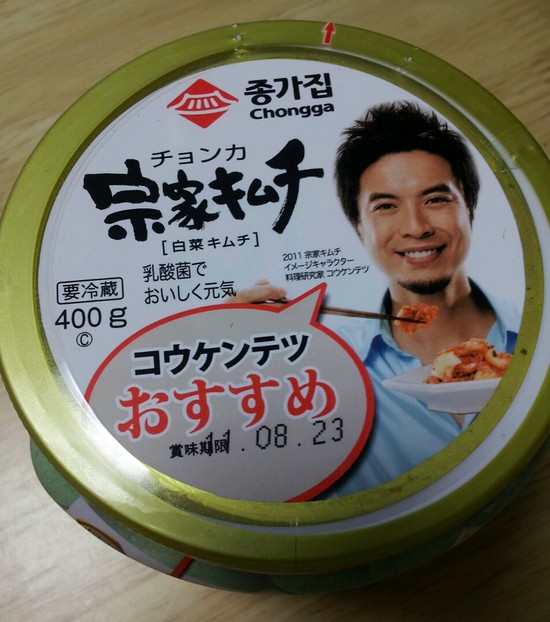 종가집
Chongga
チョンカ
宗家キムチ
[白菜キムチ]
2011 宗家キムチ
イメージキャラクター
料理研究家 コウケンテツ
乳酸菌で
おいしく元気
要冷蔵
400g
©
コウケンテツ
おすすめ
賞味期限 11.08.23